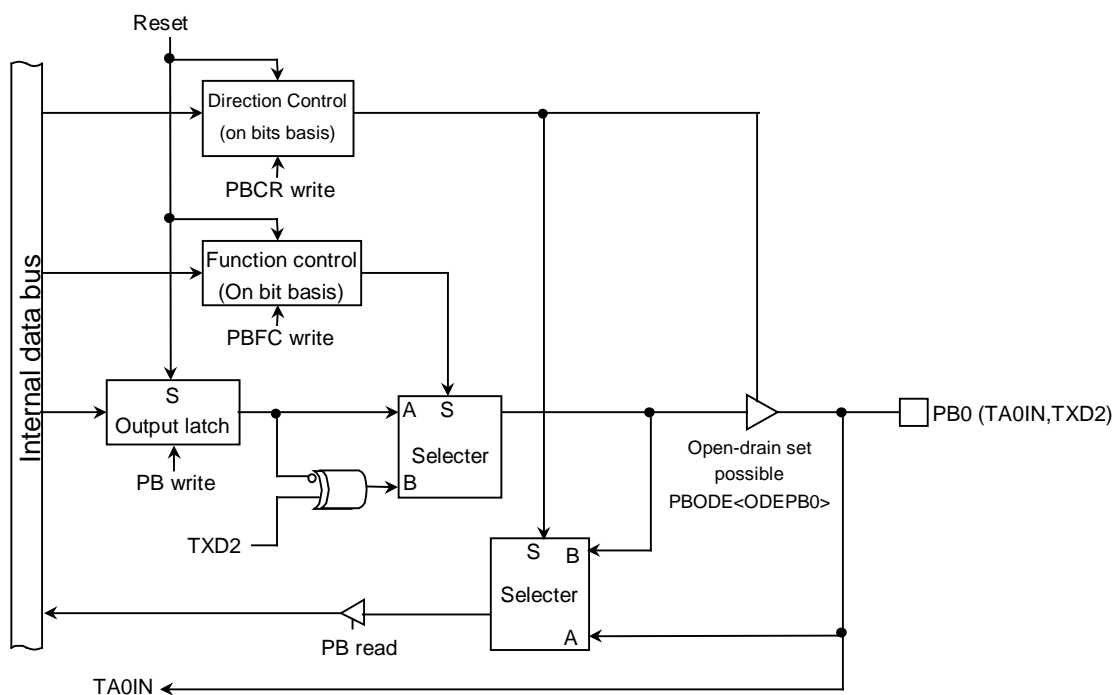 Reset
Direction Control
(on bits basis)
PBCR write
Function control
(On bit basis)
PBFC write
Internal data bus
S
Output latch
PB write
A S
Selecter
B
TXD2
PB0 (TA0IN,TXD2)
Open-drain set
possible
PBODE<ODEPB0>
S B
Selecter
A
PB read
TA0IN